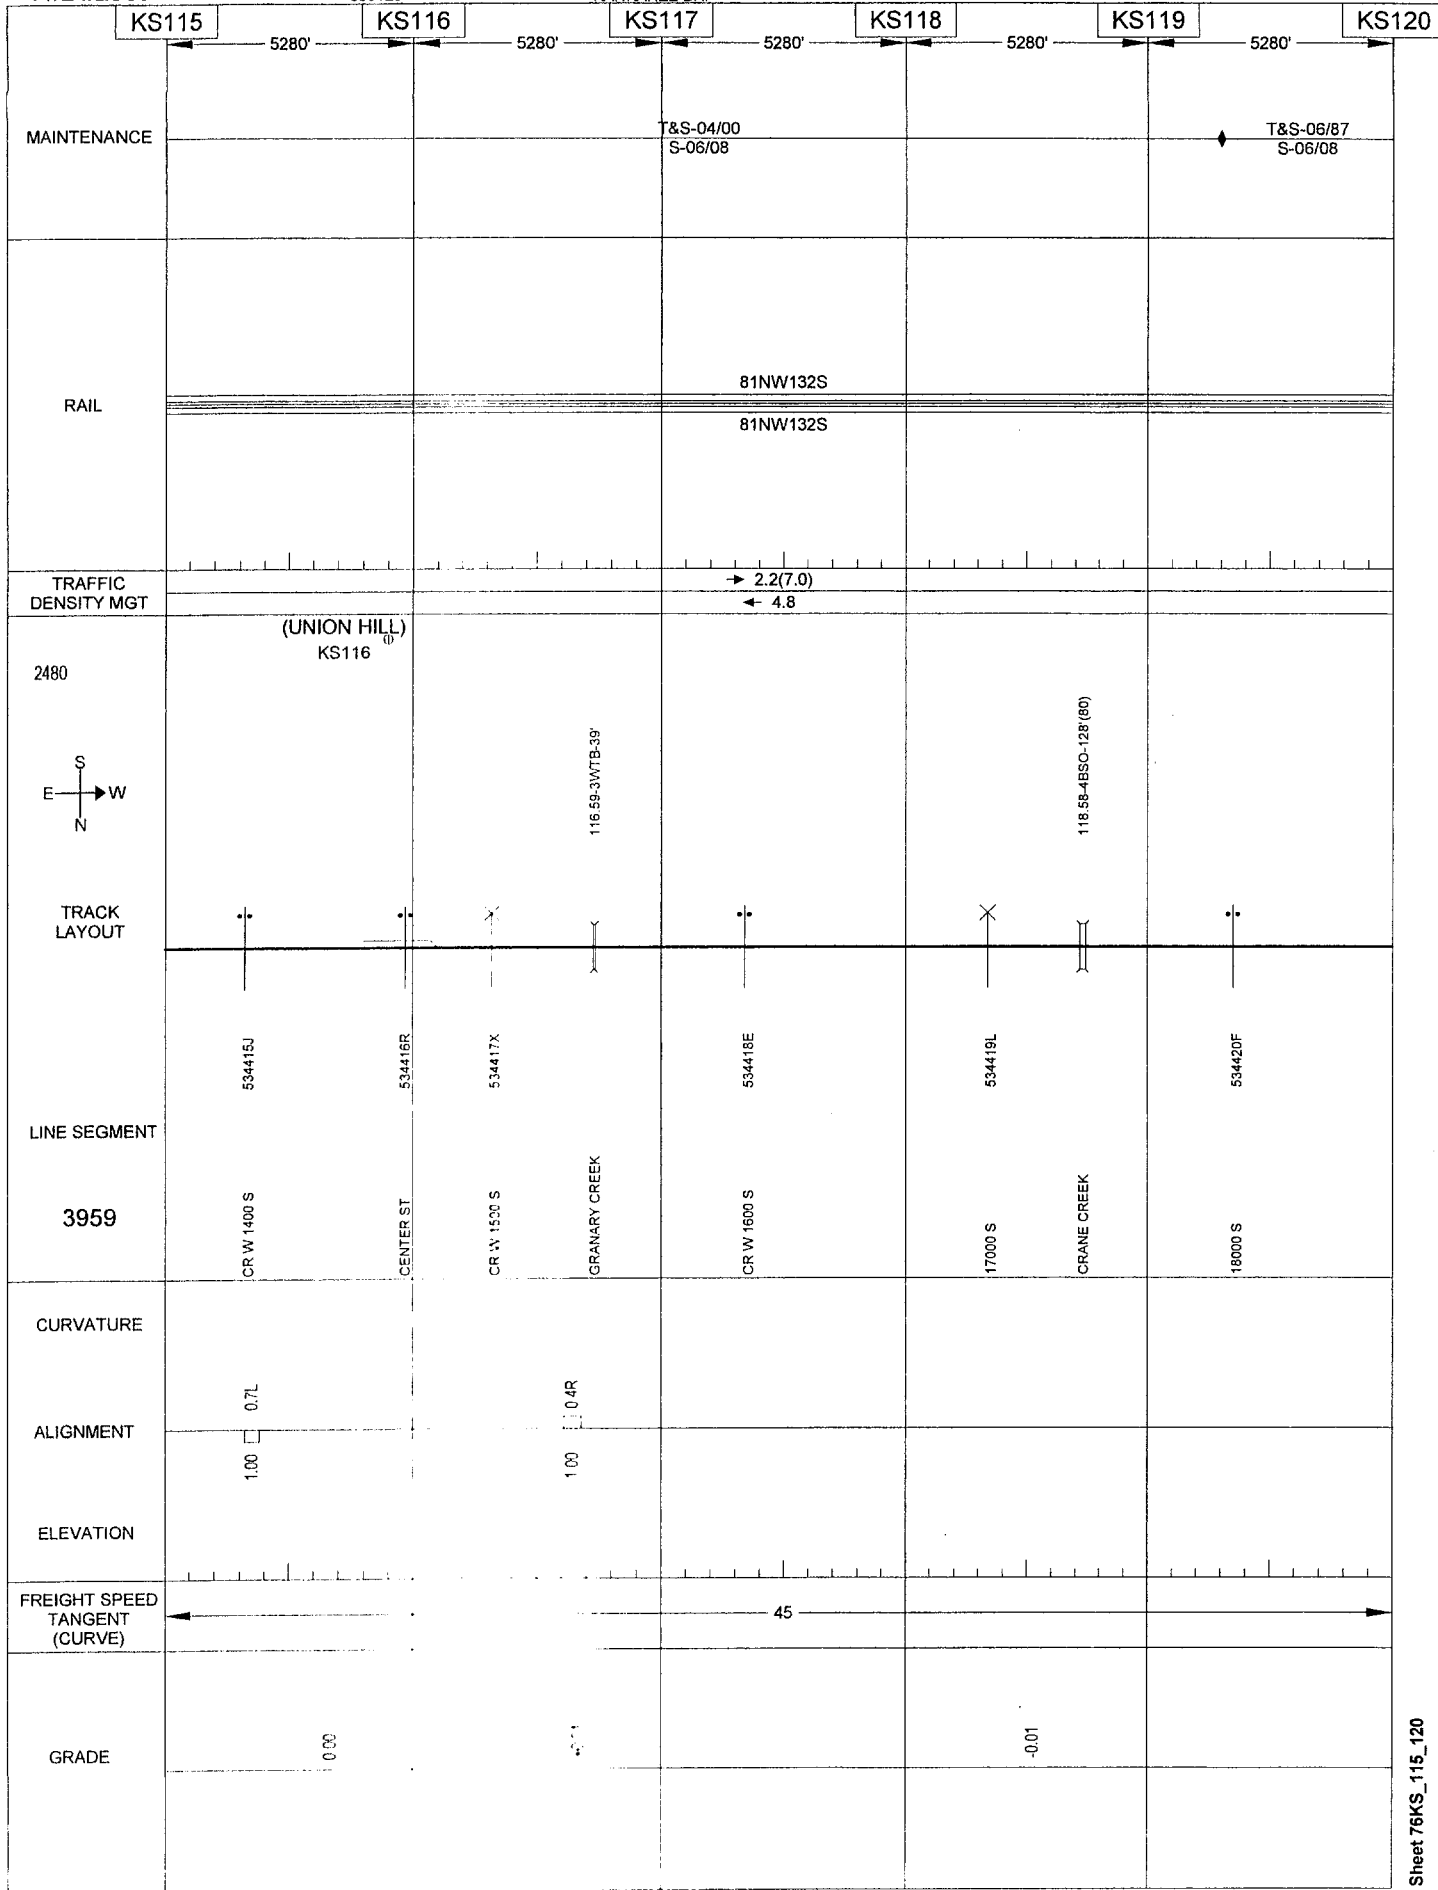 KS115 KS116 KS117 KS118 KS119 KS120
5280' 5280' 5280' 5280' 5280'
MAINTENANCE
T&S-04/00
S-06/08
T&S-06/87
S-06/08
RAIL
81NW132S
81NW132S
TRAFFIC
DENSITY MGT
2.2(7.0)
4.8
(UNION HILL)
(I)
KS116
2480
S
E W
N
116.59-3WTB-39'
118.58-4BSO-128'(80)
TRACK
LAYOUT
534415J
534416R
534417X
534418E
534419L
534420F
LINE SEGMENT
3959
CR W 1400 S
CENTER ST
CR W 1500 S
GRANARY CREEK
CR W 1600 S
17000 S
CRANE CREEK
18000 S
CURVATURE
0.7L
0.4R
ALIGNMENT
1.00
1.00
ELEVATION
FREIGHT SPEED
TANGENT
(CURVE)
45
GRADE
0.00
-0.01
Sheet 76KS_115_120